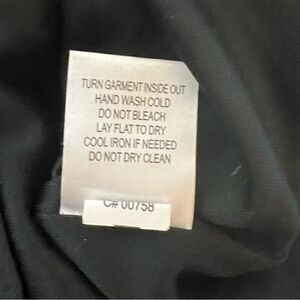 TURN GARMENT INSIDE OUT
HAND WASH COLD
DO NOT BLEACH
LAY FLAT TO DRY
COOL IRON IF NEEDED
DO NOT DRY CLEAN
C# 00758